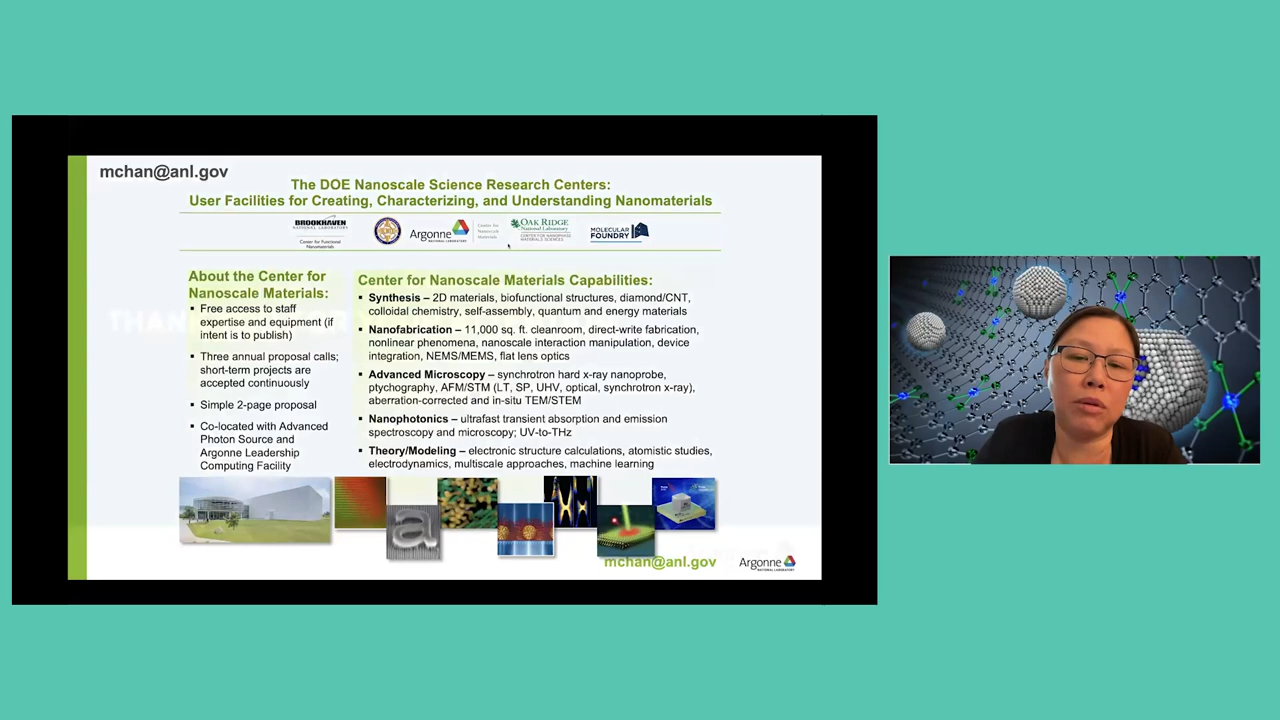 mchan@anl.gov
The DOE Nanoscale Science Research Centers:
User Facilities for Creating, Characterizing, and Understanding Nanomaterials
BROOKHAVEN
NATIONAL LABORATORY
Center for Functional
Nanomaterials
Argonne
NATIONAL LABORATORY
Center for
Nanoscale
Materials
OAK RIDGE
National Laboratory
CENTER FOR NANOPHASE
MATERIALS SCIENCES
MOLECULAR
FOUNDRY
About the Center for
Nanoscale Materials:
▪ Free access to staff
expertise and equipment (if
intent is to publish)
▪ Three annual proposal calls;
short-term projects are
accepted continuously
▪ Simple 2-page proposal
▪ Co-located with Advanced
Photon Source and
Argonne Leadership
Computing Facility
Center for Nanoscale Materials Capabilities:
▪ Synthesis – 2D materials, biofunctional structures, diamond/CNT,
colloidal chemistry, self-assembly, quantum and energy materials
▪ Nanofabrication – 11,000 sq. ft. cleanroom, direct-write fabrication,
nonlinear phenomena, nanoscale interaction manipulation, device
integration, NEMS/MEMS, flat lens optics
▪ Advanced Microscopy – synchrotron hard x-ray nanoprobe,
ptychography, AFM/STM (LT, SP, UHV, optical, synchrotron x-ray),
aberration-corrected and in-situ TEM/STEM
▪ Nanophotonics – ultrafast transient absorption and emission
spectroscopy and microscopy; UV-to-THz
▪ Theory/Modeling – electronic structure calculations, atomistic studies,
electrodynamics, multiscale approaches, machine learning
a
mchan@anl.gov
Argonne
NATIONAL LABORATORY